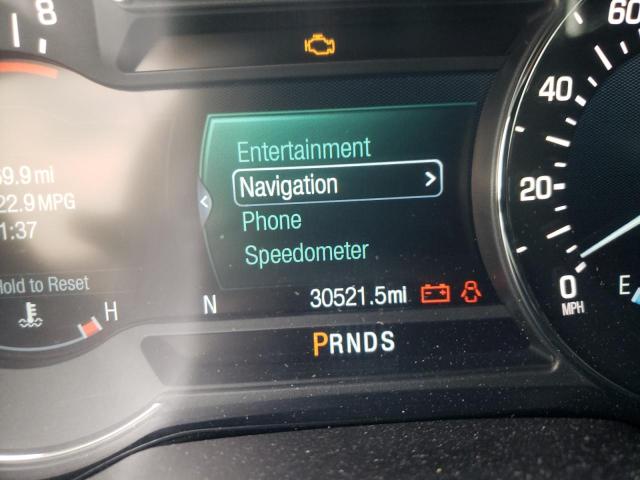 8
60
40
20
0
MPH
E
Entertainment
Navigation >
Phone
Speedometer
9.9 mi
22.9 MPG
1:37
Hold to Reset
H
N
30521.5mi
PRNDS